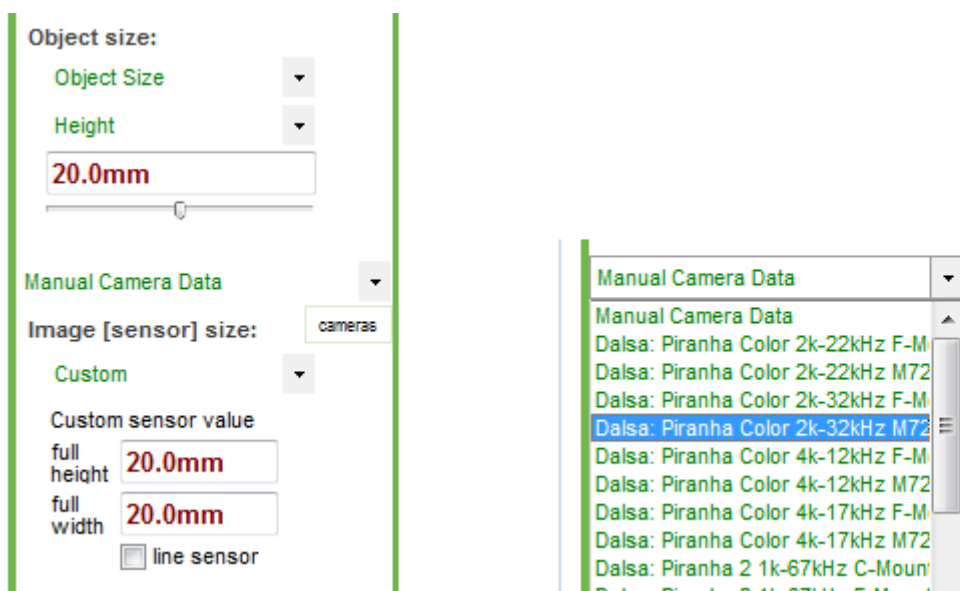 Object size:
Object Size
Height
20.0mm
Manual Camera Data
Image [sensor] size:
cameras
Custom
Custom sensor value
full height
20.0mm
full width
20.0mm
line sensor
Manual Camera Data
Manual Camera Data
Dalsa: Piranha Color 2k-22kHz F-M
Dalsa: Piranha Color 2k-22kHz M72
Dalsa: Piranha Color 2k-32kHz F-M
Dalsa: Piranha Color 2k-32kHz M72
Dalsa: Piranha Color 4k-12kHz F-M
Dalsa: Piranha Color 4k-12kHz M72
Dalsa: Piranha Color 4k-17kHz F-M
Dalsa: Piranha Color 4k-17kHz M72
Dalsa: Piranha 2 1k-67kHz C-Moun